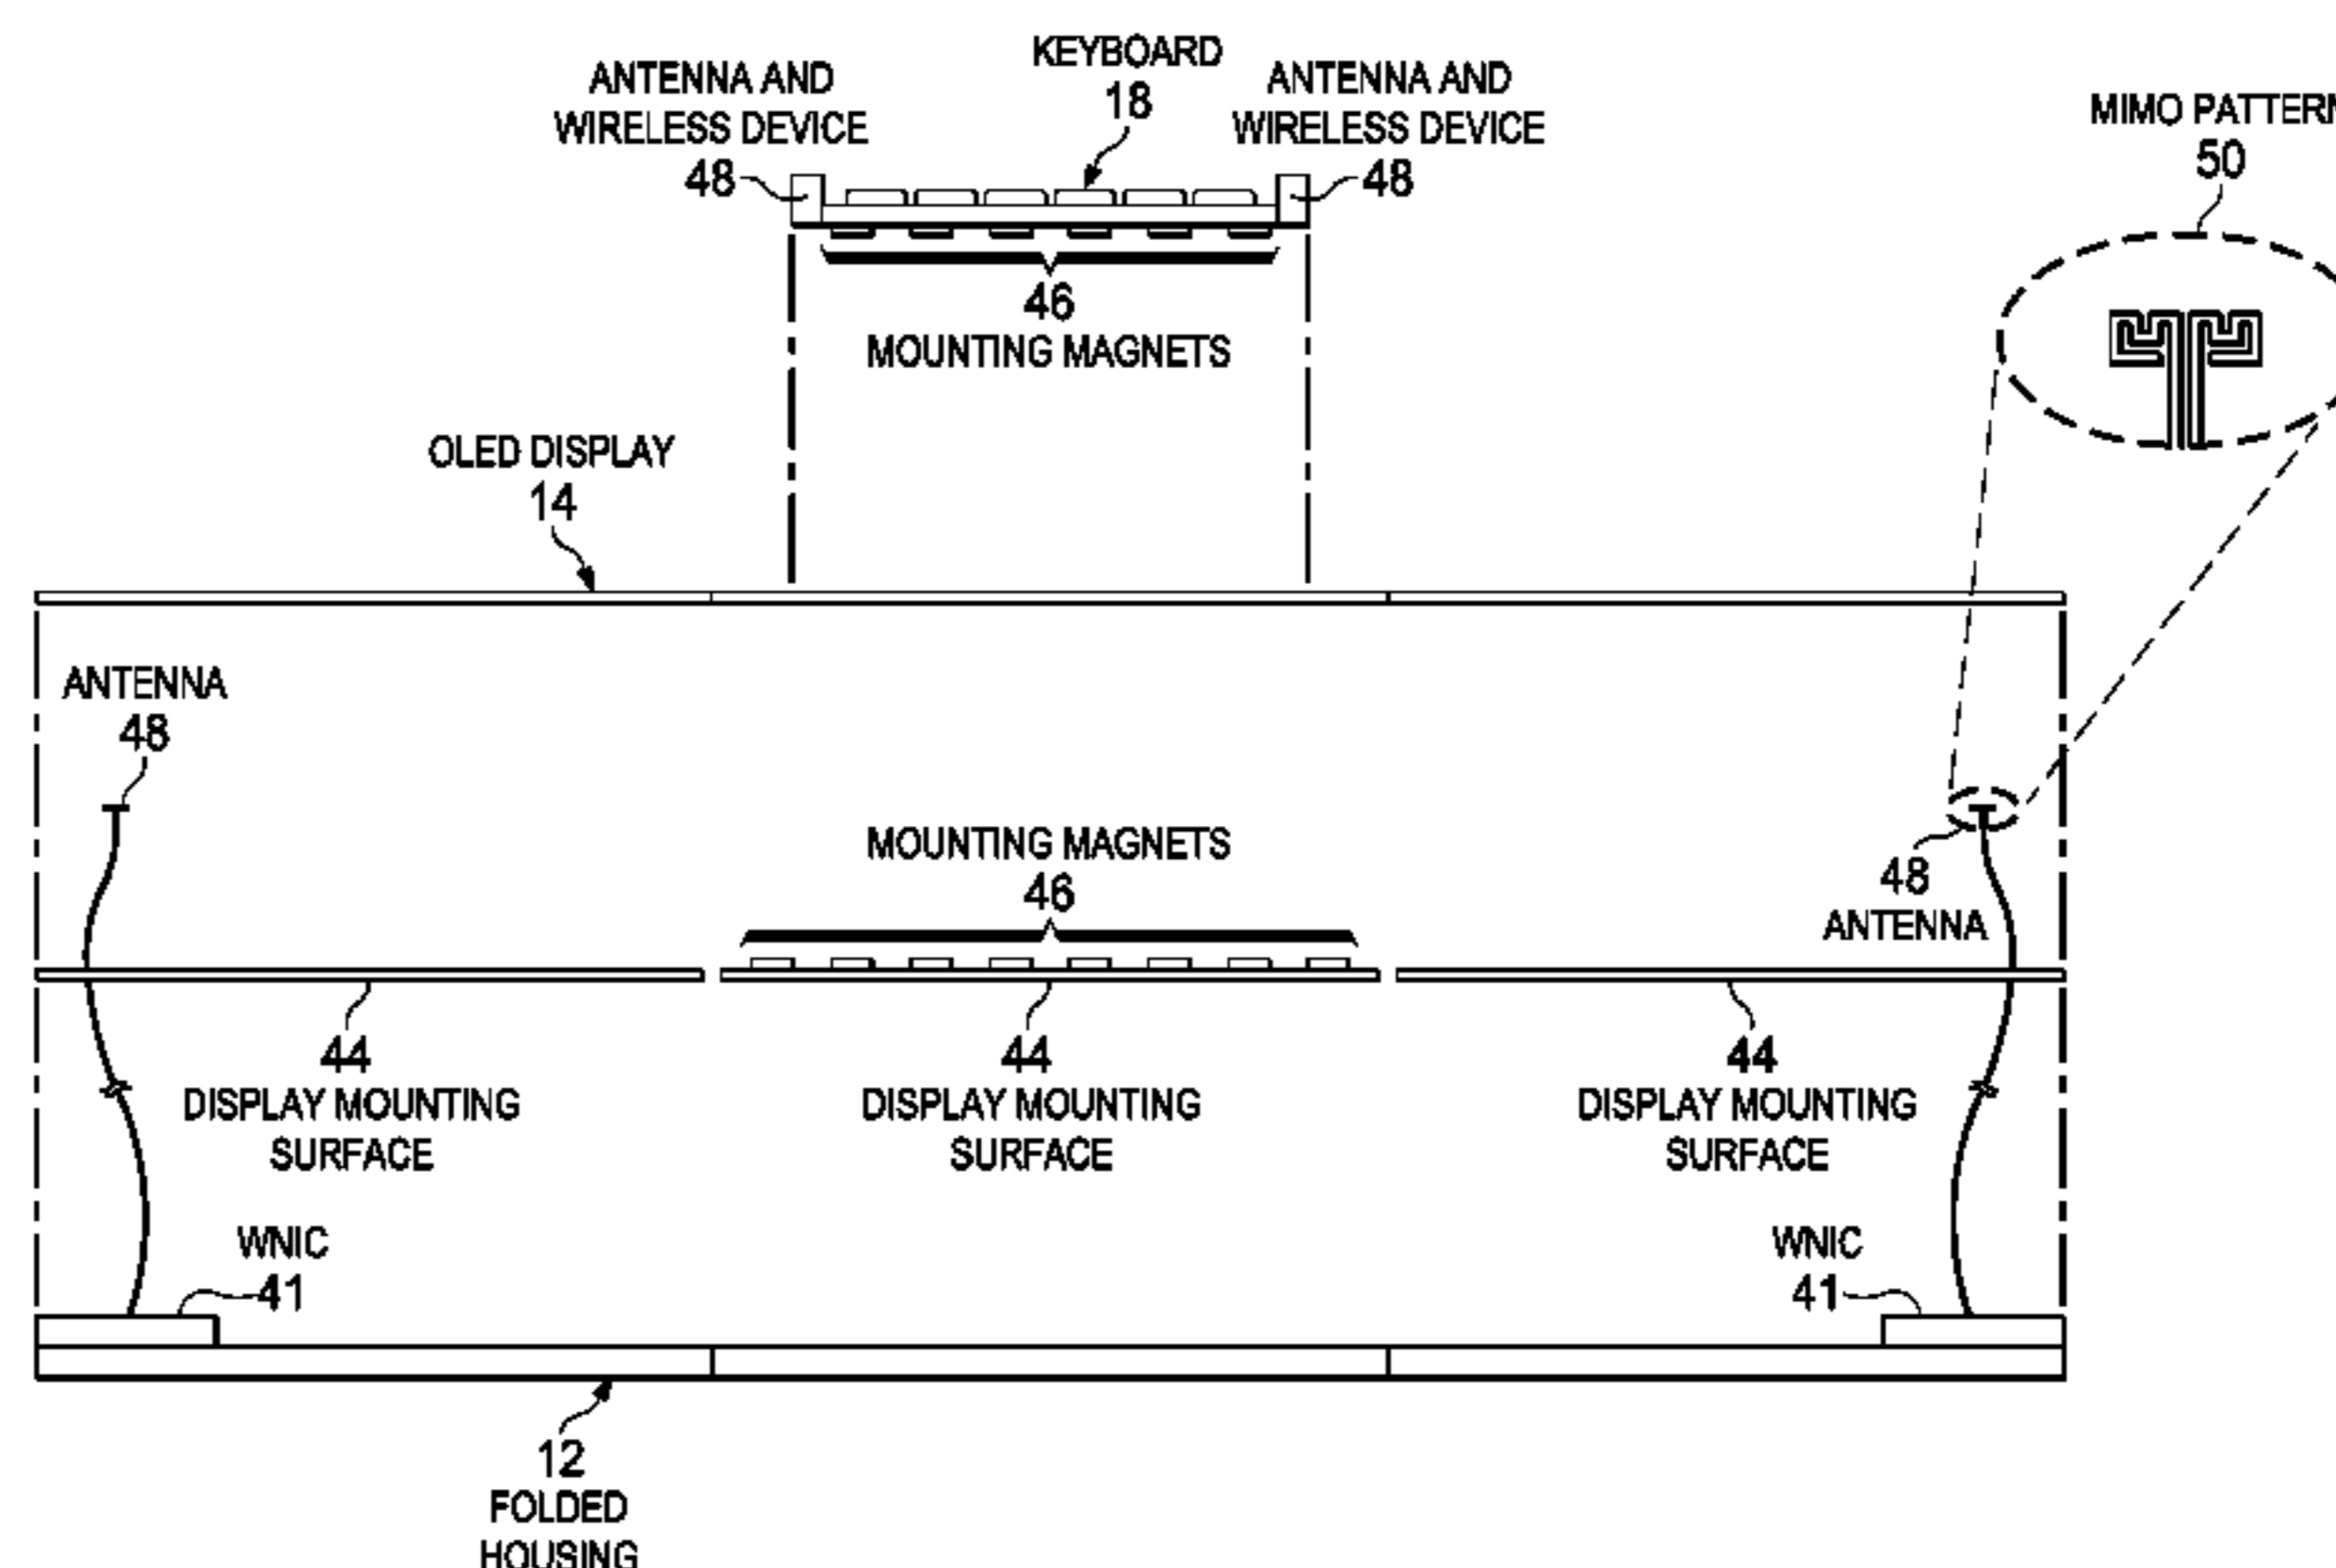 KEYBOARD
18
ANTENNA AND
WIRELESS DEVICE
48
ANTENNA AND
WIRELESS DEVICE
48
MIMO PATTERN
50
46
MOUNTING MAGNETS
OLED DISPLAY
14
ANTENNA
48
MOUNTING MAGNETS
46
48
ANTENNA
44
DISPLAY MOUNTING
SURFACE
44
DISPLAY MOUNTING
SURFACE
44
DISPLAY MOUNTING
SURFACE
WNIC
41
WNIC
41
12
FOLDED
HOUSING